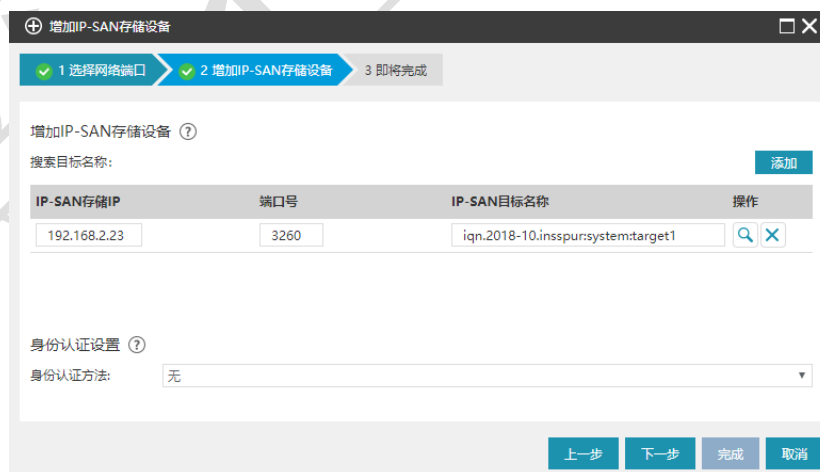 增加IP-SAN存储设备
1 选择网络端口 2 增加IP-SAN存储设备 3 即将完成
增加IP-SAN存储设备 ?
搜索目标名称:
添加
IP-SAN存储IP 端口号 IP-SAN目标名称 操作
192.168.2.23 3260 iqn.2018-10.insspur:system:target1
身份认证设置 ?
身份认证方法: 无
上一步 下一步 完成 取消